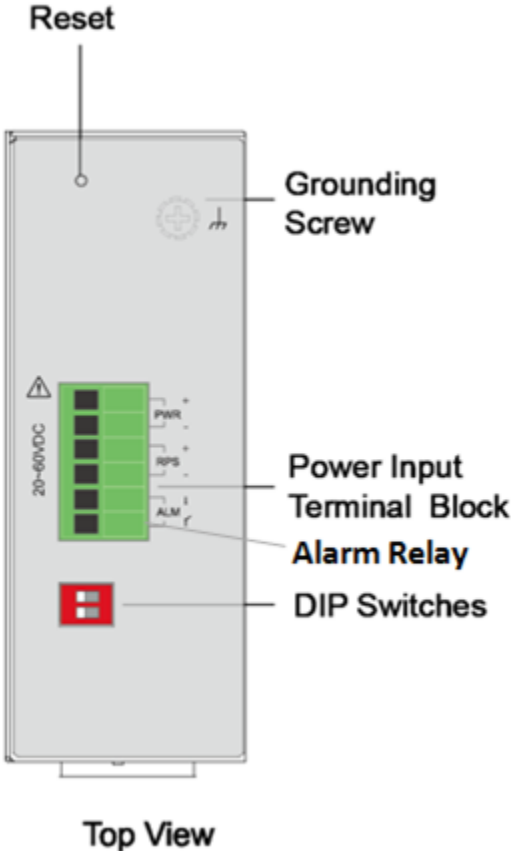 Reset
Grounding
Screw
20~60VDC
+
PWR
-
+
RPS
-
ALM
Power Input
Terminal Block
Alarm Relay
DIP Switches
Top View